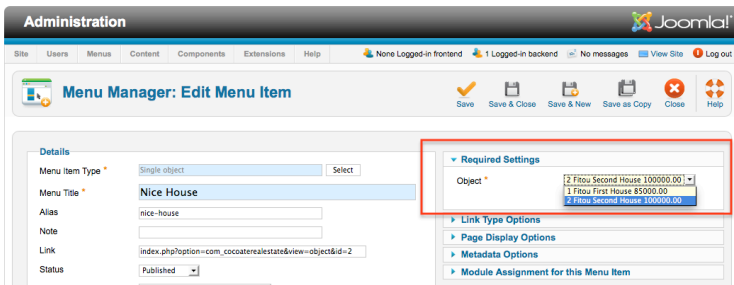 Administration
Joomla!
Site Users Menus Content Components Extensions Help None Logged-in frontend 1 Logged-in backend No messages View Site Log out
Menu Manager: Edit Menu Item
Save Save & Close Save & New Save as Copy Close Help
Details
Menu Item Type * Single object Select
Menu Title * Nice House
Alias nice-house
Note
Link index.php?option=com_cocoaterealestate&view=object&id=2
Status Published
Required Settings
Object * 2 Fitou Second House 100000.00
1 Fitou First House 85000.00
2 Fitou Second House 100000.00
Link Type Options
Page Display Options
Metadata Options
Module Assignment for this Menu Item